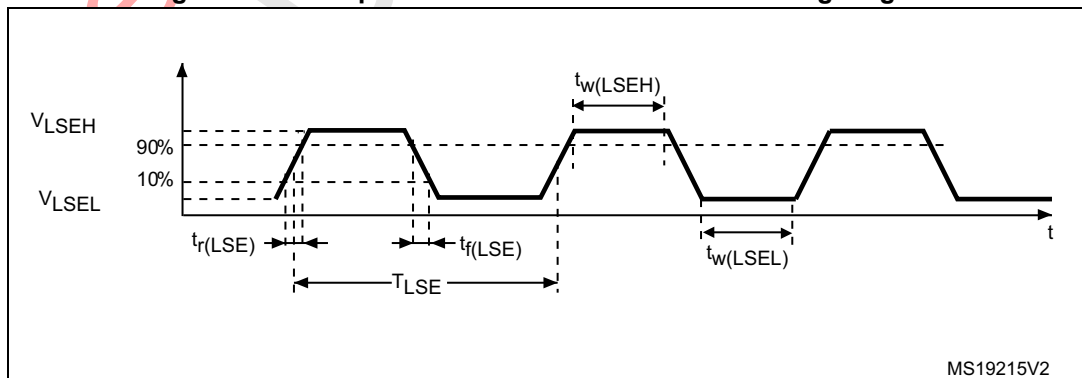 tw(LSEH)
VLSEH
90%
10%
VLSEL
tr(LSE)
tf(LSE)
t
tw(LSEL)
TLSE
MS19215V2